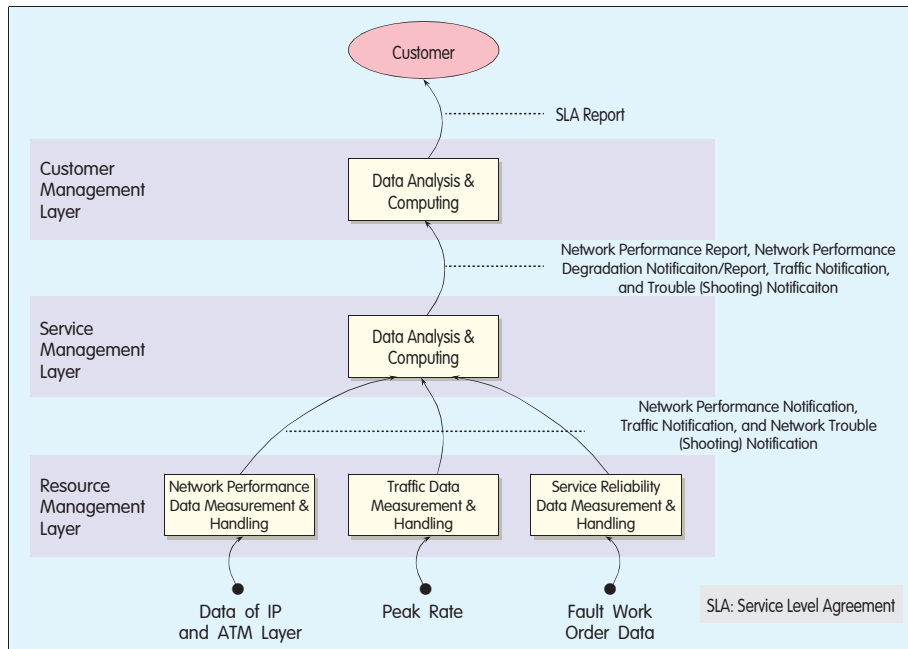 Customer
SLA Report
Customer
Management
Layer
Data Analysis &
Computing
Network Performance Report, Network Performance
Degradation Notificaiton/Report, Traffic Notification,
and Trouble (Shooting) Notificaiton
Service
Management
Layer
Data Analysis &
Computing
Network Performance Notification,
Traffic Notification, and Network Trouble
(Shooting) Notification
Resource
Management
Layer
Network Performance
Data Measurement &
Handling
Traffic Data
Measurement &
Handling
Service Reliability
Data Measurement &
Handling
Data of IP
and ATM Layer
Peak Rate
Fault Work
Order Data
SLA: Service Level Agreement